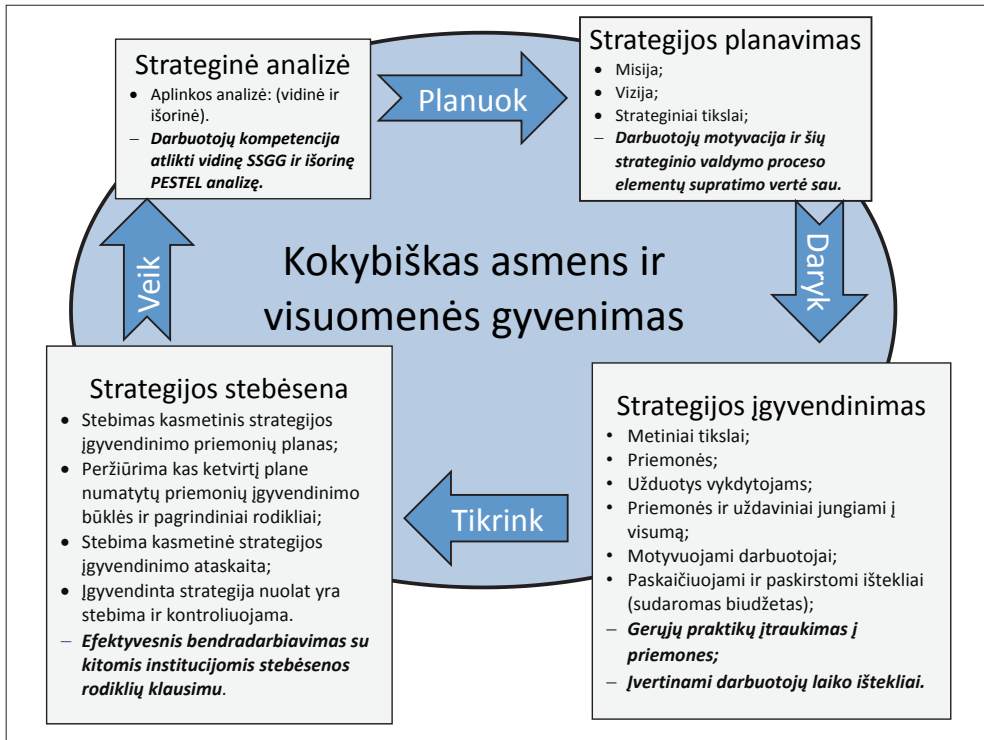 Strateginė analizė
• Aplinkos analizė: (vidinė ir
išorinė).
– Darbuotojų kompetencija
atlikti vidinę SSGG ir išorinę
PESTEL analizę.
Planuok
Strategijos planavimas
• Misija;
• Vizija;
• Strateginiai tikslai;
– Darbuotojų motyvacija ir šių
strateginio valdymo proceso
elementų supratimo vertė sau.
Daryk
Kokybiškas asmens ir
visuomenės gyvenimas
Strategijos įgyvendinimas
• Metiniai tikslai;
• Priemonės;
• Užduotys vykdytojams;
• Priemonės ir uždaviniai jungiami į
visumą;
• Motyvuojami darbuotojai;
• Paskaičiuojami ir paskirstomi ištekliai
(sudaromas biudžetas);
– Gerųjų praktikų įtraukimas į
priemones;
– Įvertinami darbuotojų laiko ištekliai.
Tikrink
Strategijos stebėsena
• Stebimas kasmetinis strategijos
įgyvendinimo priemonių planas;
• Peržiūrima kas ketvirtį plane
numatytų priemonių įgyvendinimo
būklės ir pagrindiniai rodikliai;
• Stebima kasmetinė strategijos
įgyvendinimo ataskaita;
• Įgyvendinta strategija nuolat yra
stebima ir kontroliuojama.
– Efektyvesnis bendradarbiavimas su
kitomis institucijomis stebėsenos
rodiklių klausimu.
Veik